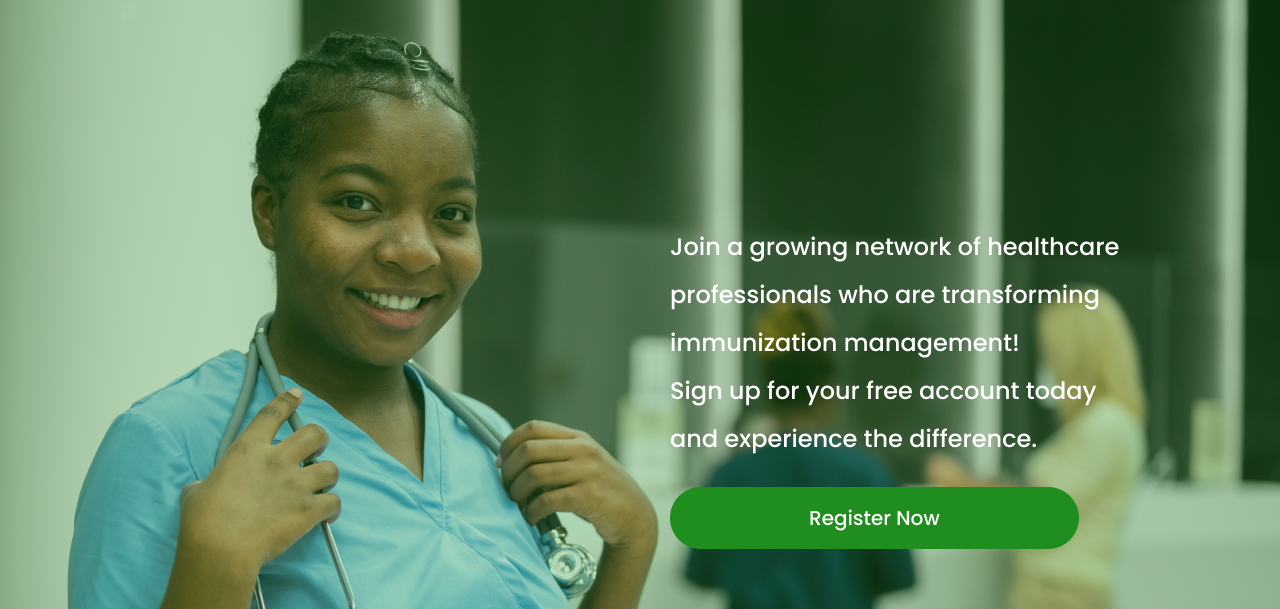 Join a growing network of healthcare
professionals who are transforming
immunization management!
Sign up for your free account today
and experience the difference.
Register Now